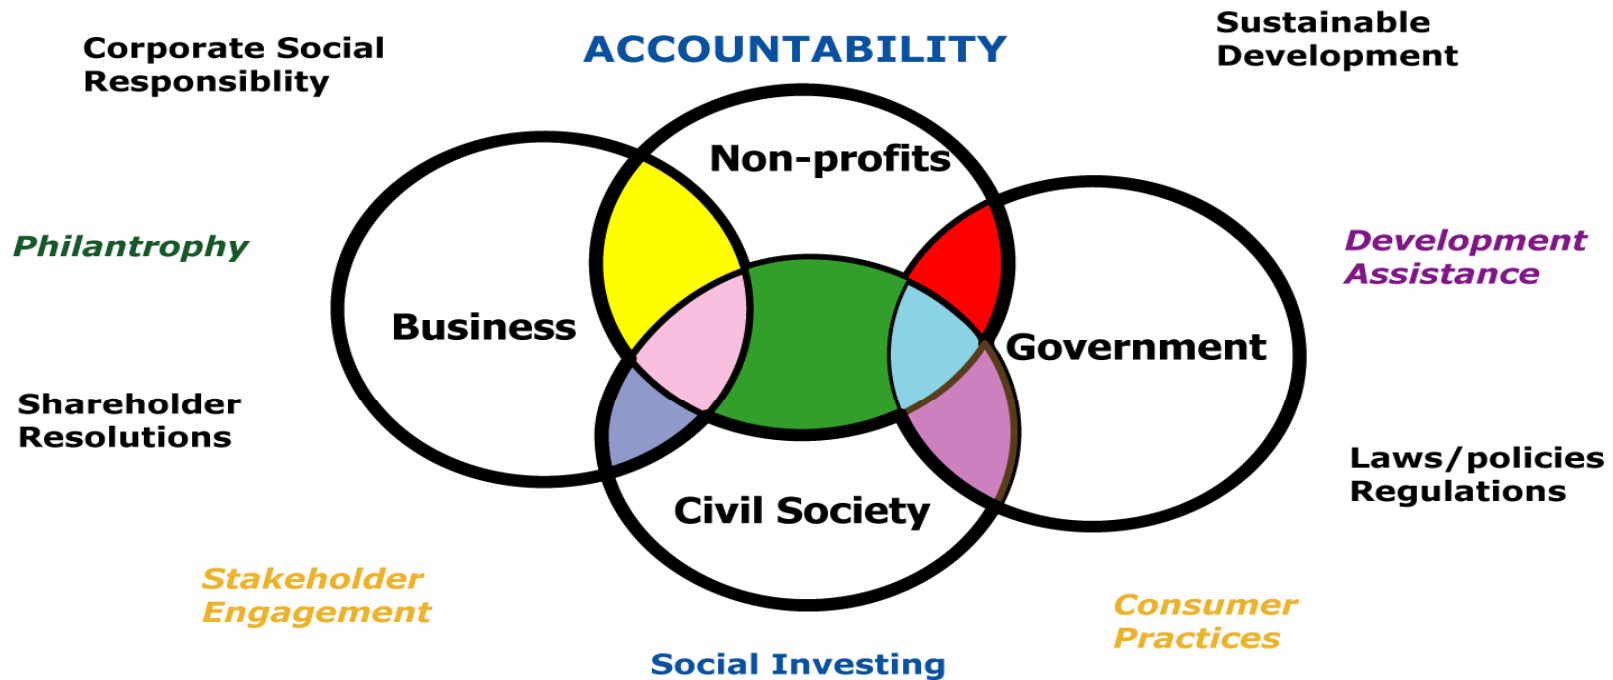 Corporate Social
Responsiblity
ACCOUNTABILITY
Sustainable
Development
Non-profits
Philantrophy
Development
Assistance
Business
Government
Shareholder
Resolutions
Laws/policies
Regulations
Civil Society
Stakeholder
Engagement
Consumer
Practices
Social Investing